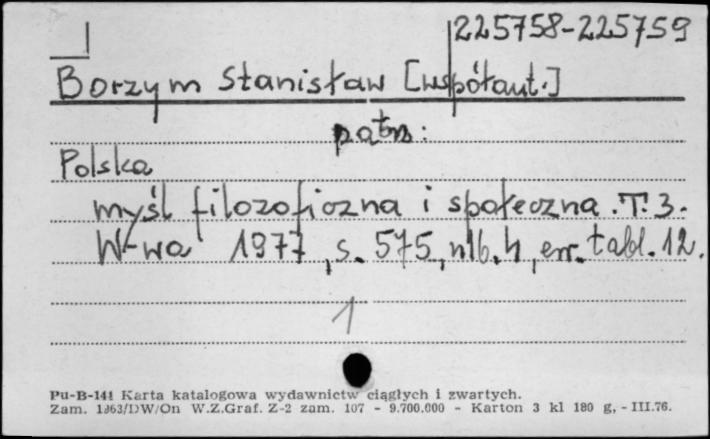 225758-225759
Borzym Stanisław [współaut.]
patrz:
Polska
myśl filozoficzna i społeczna. T. 3.
W-wa 1977, s. 575, nlb. 4, err. tabl. 12.
1
Pu-B-141 Karta katalogowa wydawnictw ciągłych i zwartych.
Zam. 1963/DW/On W.Z.Graf. Z-2 zam. 107 - 9.700.000 - Karton 3 kl 180 g, - III.76.